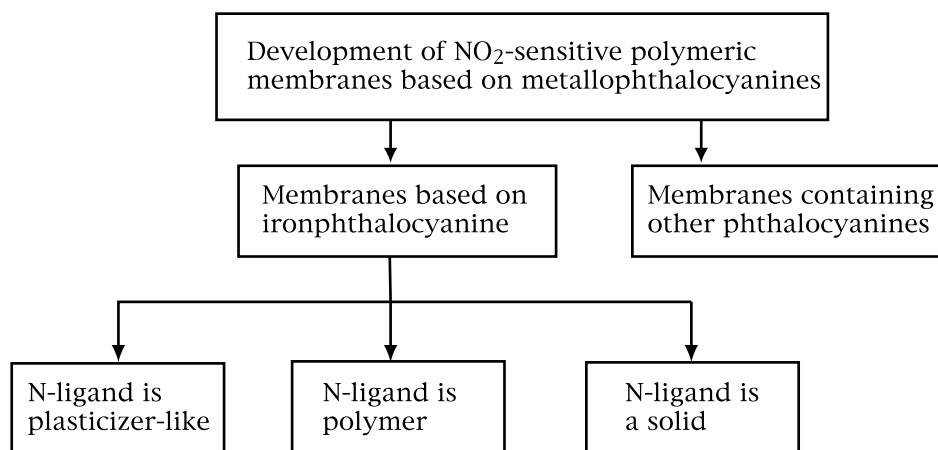 Development of NO₂-sensitive polymeric
membranes based on metallophthalocyanines
Membranes based on
ironphthalocyanine
Membranes containing
other phthalocyanines
N-ligand is
plasticizer-like
N-ligand is
polymer
N-ligand is
a solid